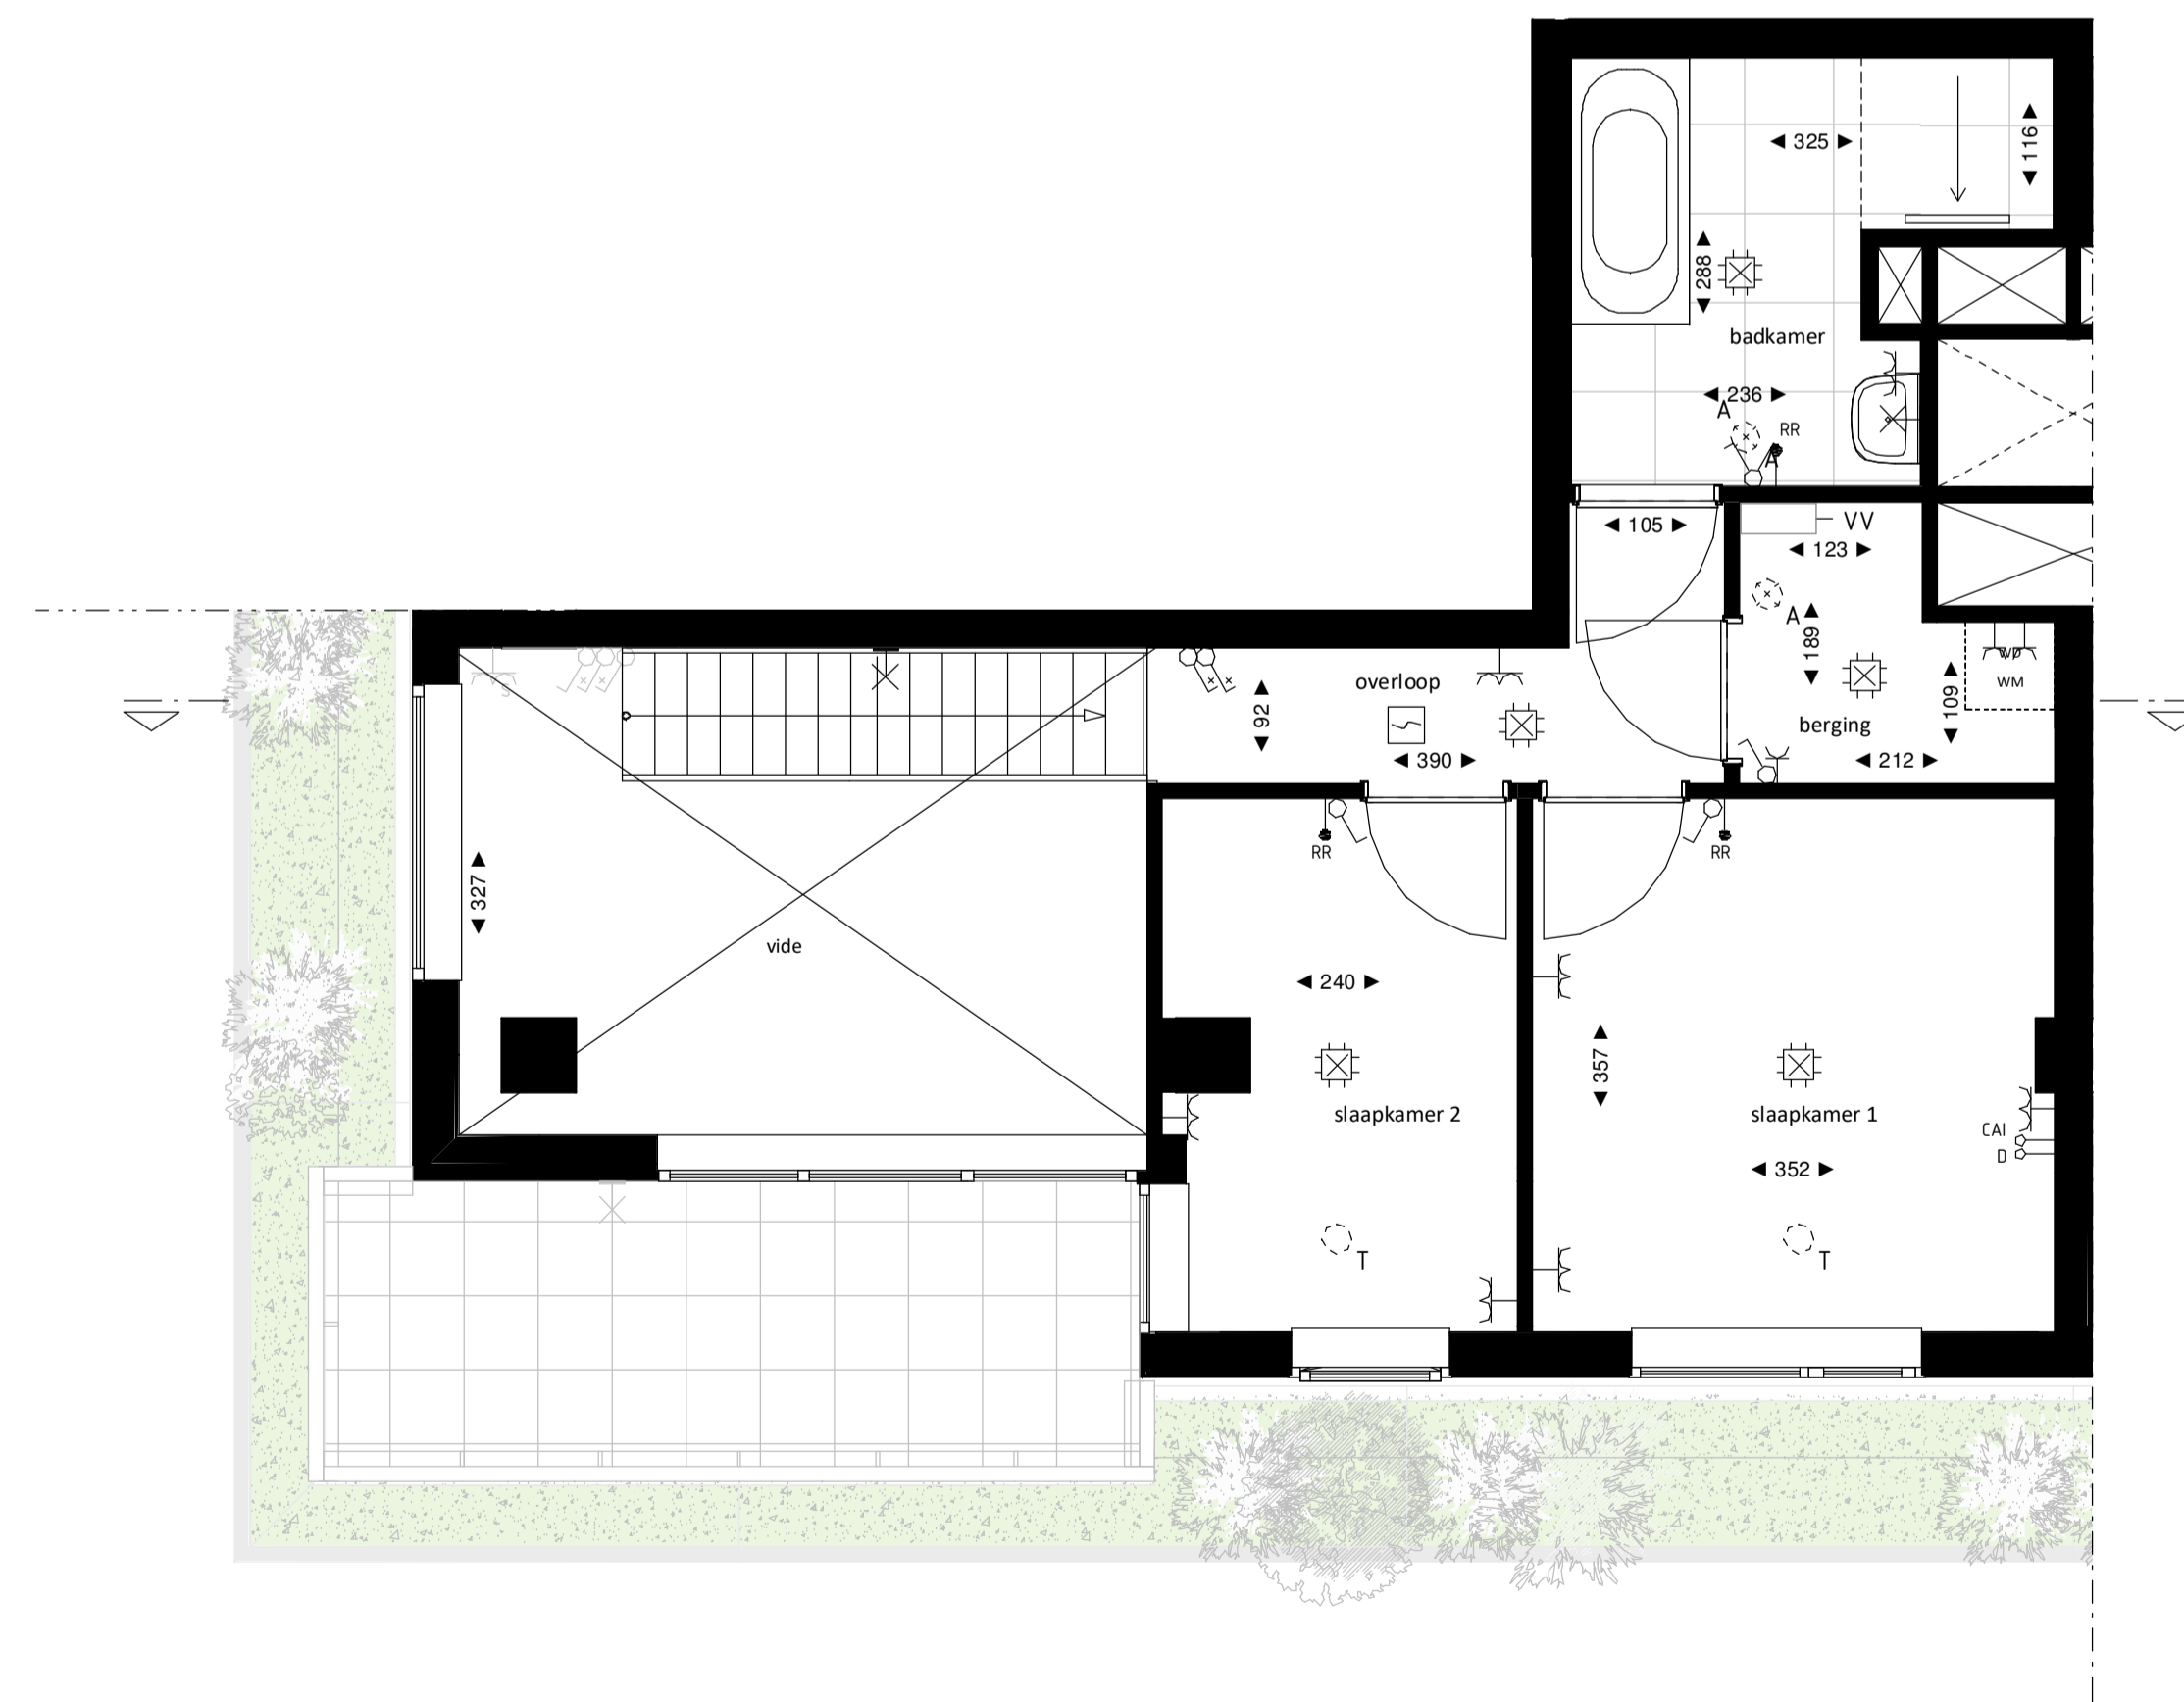 ◄ 325 ►
◄ 116 ►
◄ 288 ►
badkamer
◄ 236 ►
A
RR
A
◄ 105 ►
VV
◄ 123 ►
A
◄ 189 ►
WD
WM
◄ 109 ►
berging
◄ 212 ►
overloop
◄ 92 ►
◄ 390 ►
RR
RR
◄ 327 ►
vide
◄ 240 ►
◄ 357 ►
slaapkamer 2
slaapkamer 1
CAI
D
◄ 352 ►
T
T